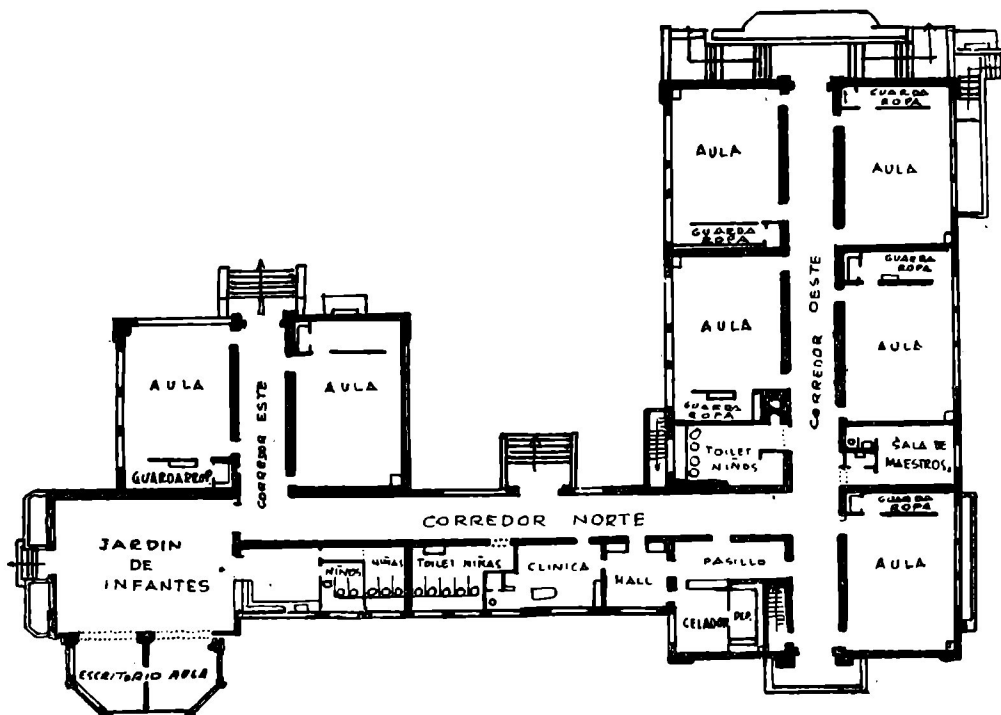 GUARDA
ROPA
AULA
AULA
GUARDA
ROPA
GUARDA
ROPA
CORREDOR OESTE
AULA
AULA
AULA
AULA
CORREDOR ESTE
GUARDA
ROPA
TOILET
NIÑOS
SALA DE
MAESTROS
GUARDARROP.
GUARDA
ROPA
CORREDOR NORTE
JARDIN
DE
INFANTES
NIÑOS
NIÑAS
TOILET NIÑAS
CLINICA
HALL
PASILLO
AULA
CELADOR
DEP.
ESCRITORIO AULA